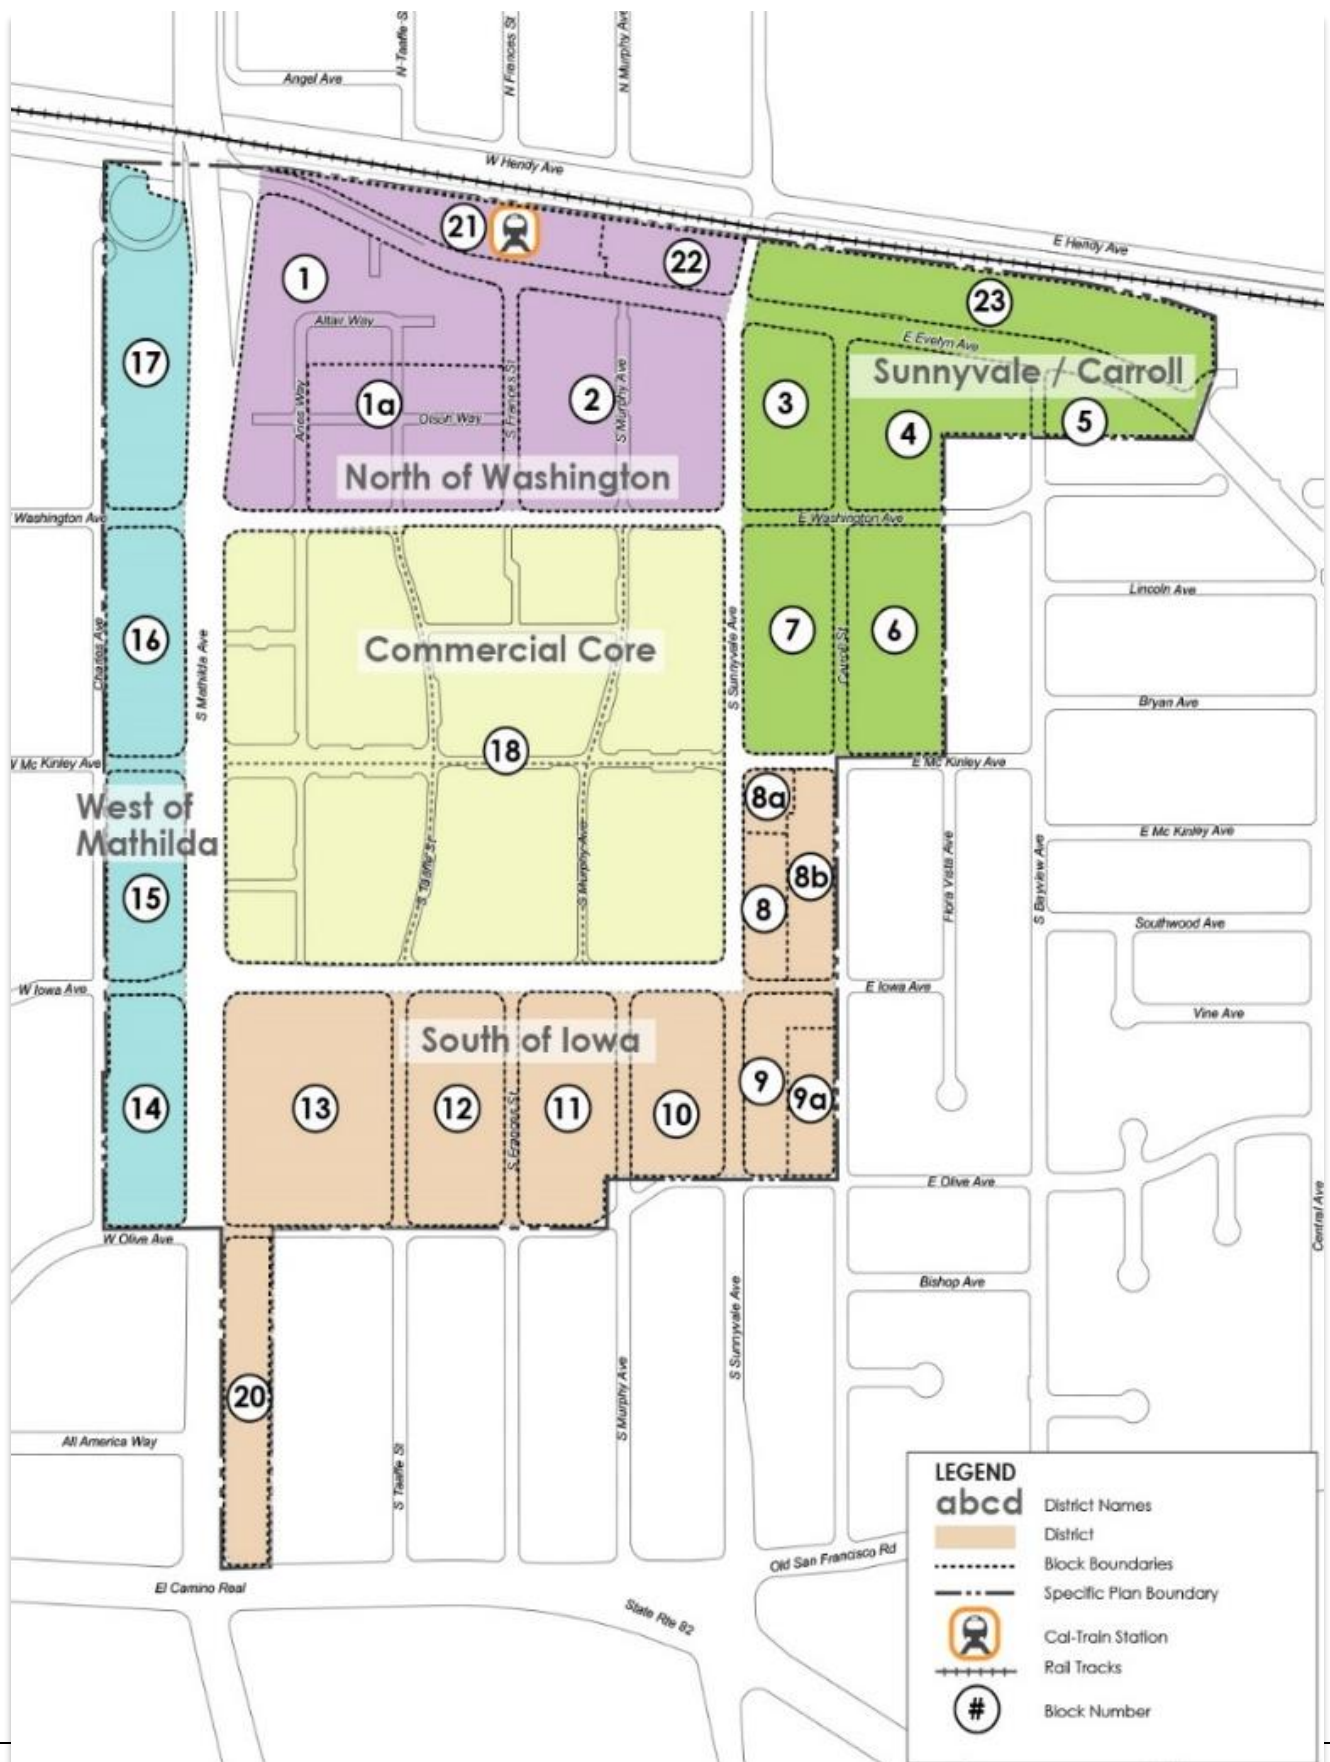 N Taaffe S
N Frances St
N Murphy Ave
Angel Ave
W Hendy Ave
E Hendy Ave
21
22
1
23
Altair Way
E Evelyn Ave
17
Sunnyvale / Carroll
Aries Way
1a
S Frances St
2
S Murphy Ave
3
4
5
Olson Way
North of Washington
Washington Ave
E Washington Ave
Lincoln Ave
Charles Ave
16
S Mathilda Ave
Commercial Core
S Sunnyvale Ave
7
Carroll St
6
Bryan Ave
18
W Mc Kinley Ave
E Mc Kinley Ave
West of
Mathilda
8a
E Mc Kinley Ave
S Taaffe St
S Murphy Ave
8b
Flora Vista Ave
S Bayview Ave
15
8
Southwood Ave
W Iowa Ave
E Iowa Ave
Vine Ave
South of Iowa
14
13
12
S Frances St
11
10
9
9a
E Olive Ave
Central Ave
W Olive Ave
Bishop Ave
S Sunnyvale Ave
20
S Murphy Ave
All America Way
S Taaffe St
Old San Francisco Rd
El Camino Real
State Rte 82
LEGEND
abcd District Names
District
Block Boundaries
Specific Plan Boundary
Cal-Train Station
Rail Tracks
# Block Number